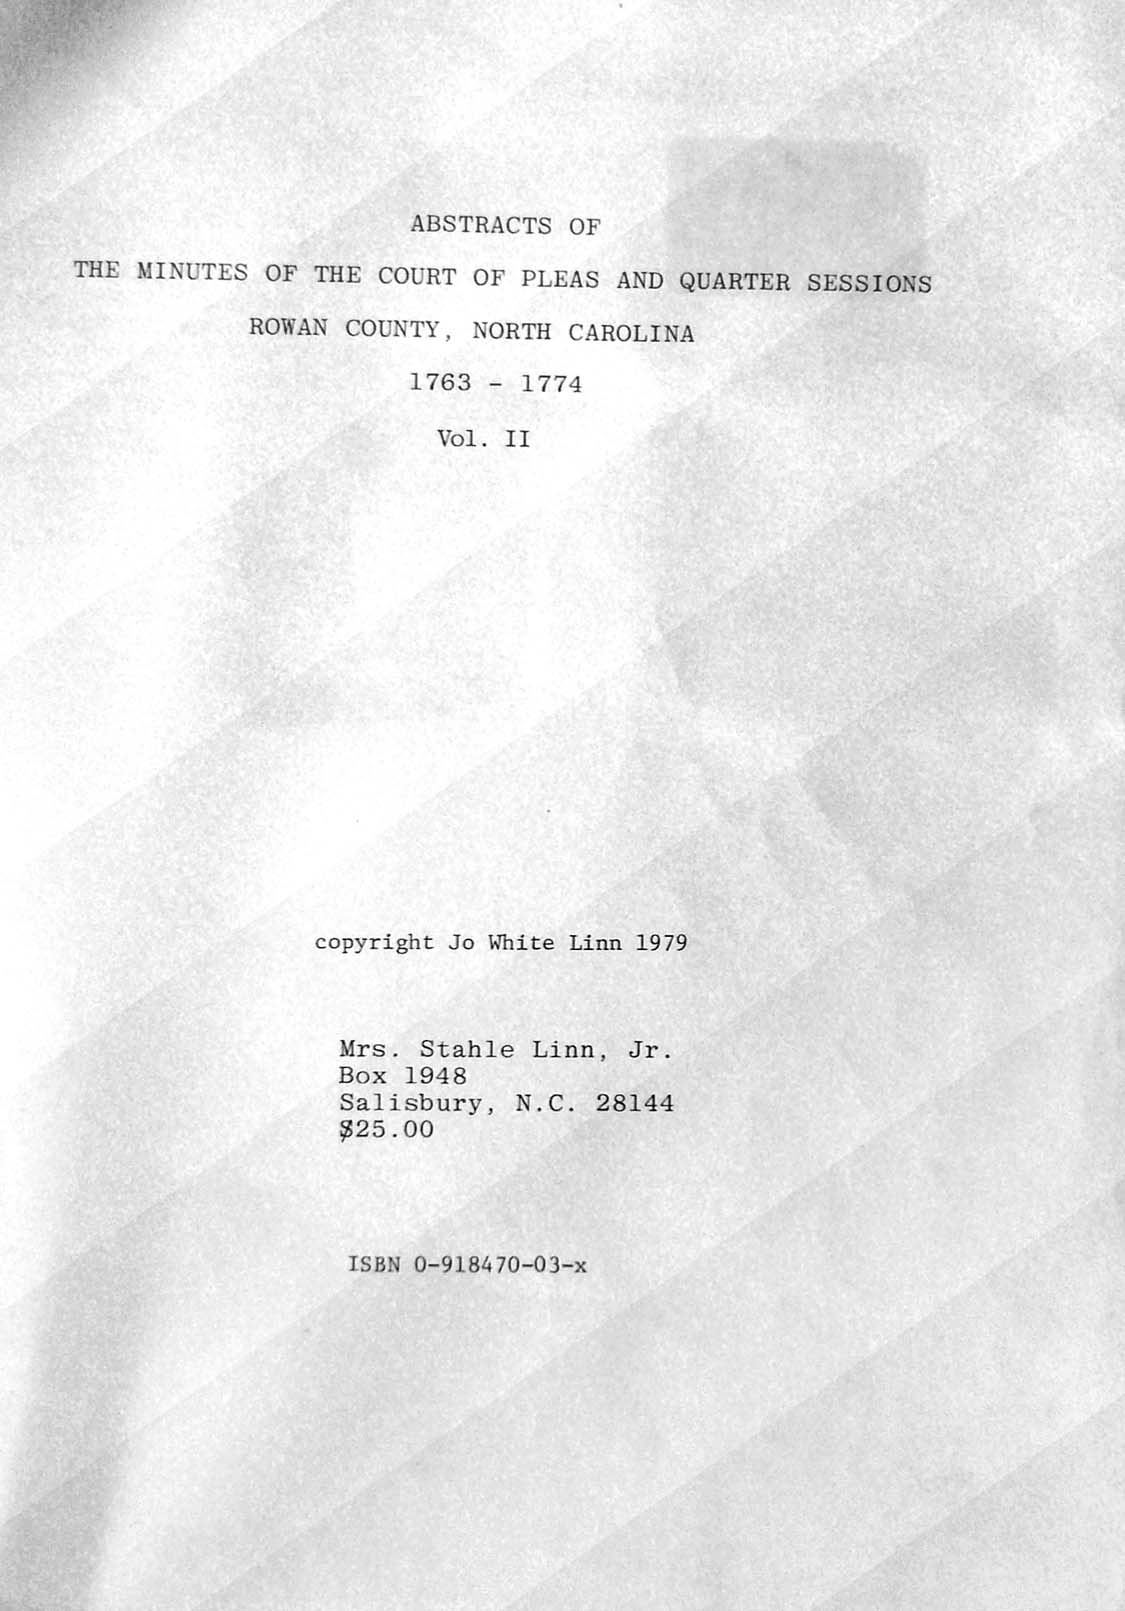 ABSTRACTS OF
THE MINUTES OF THE COURT OF PLEAS AND QUARTER SESSIONS
ROWAN COUNTY, NORTH CAROLINA
1763 - 1774
Vol. II
copyright Jo White Linn 1979
Mrs. Stahle Linn, Jr.
Box 1948
Salisbury, N.C. 28144
$25.00
ISBN 0-918470-03-x